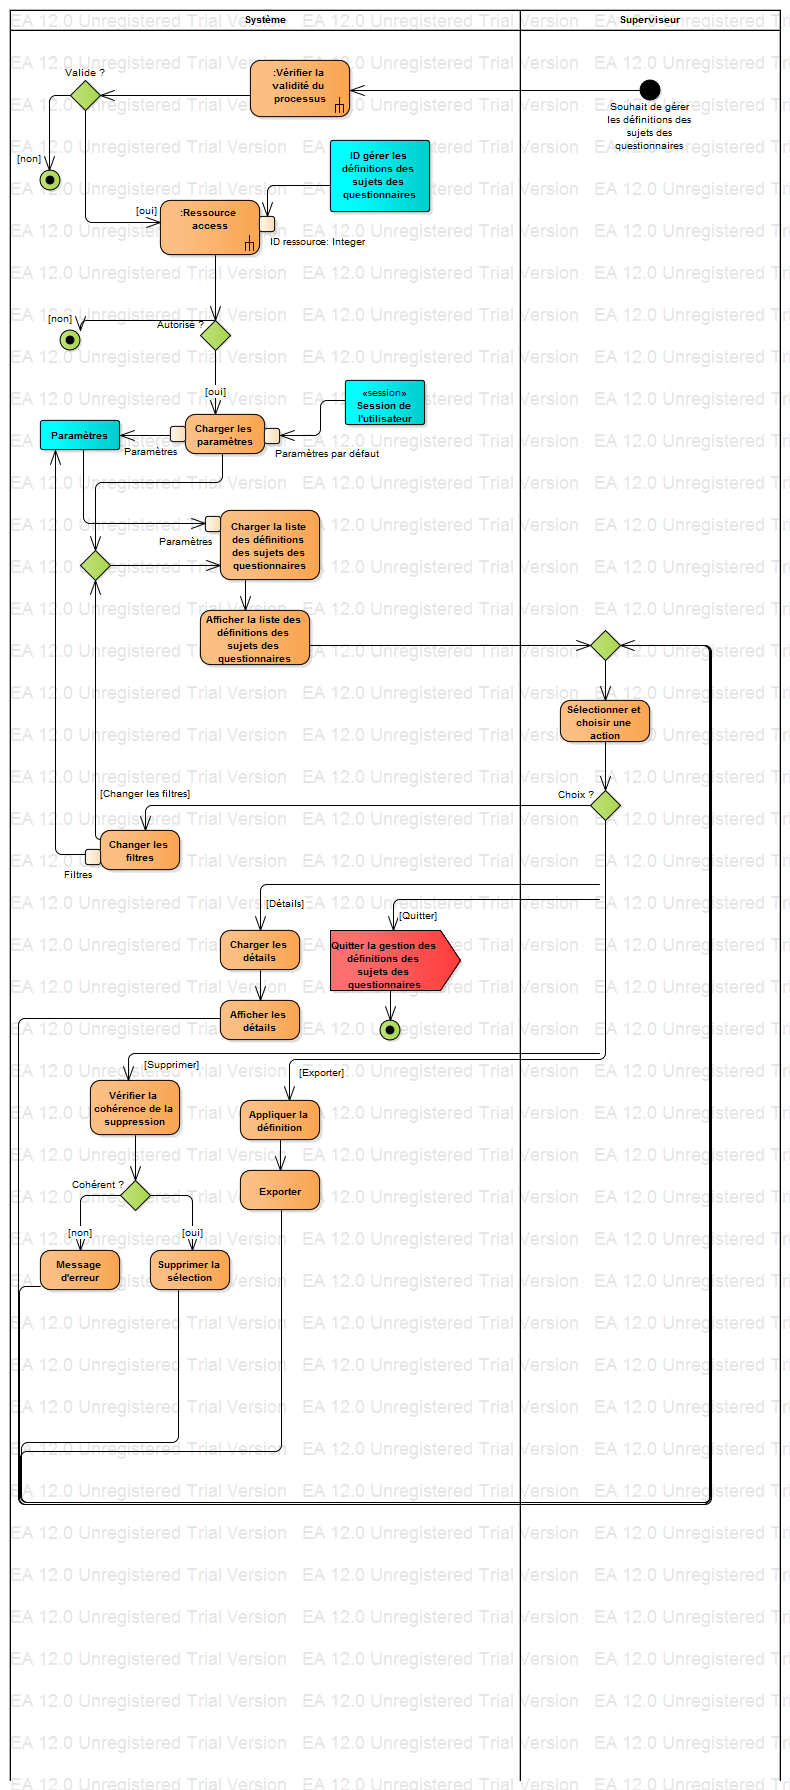 Système
Superviseur
EA 12.0 Unregistered Trial Version
Valide ?
:Vérifier la
validité du
processus
Souhait de gérer
les définitions des
sujets des
questionnaires
[non]
ID gérer les
définitions des
sujets des
questionnaires
[oui]
:Ressource
access
ID ressource: Integer
[non]
Autorisé ?
[oui]
«session»
Session de
l'utilisateur
Charger les
paramètres
Paramètres
Paramètres
Paramètres par défaut
Charger la liste
des définitions
des sujets des
questionnaires
Paramètres
Afficher la liste des
définitions des
sujets des
questionnaires
Sélectionner et
choisir une
action
[Changer les filtres]
Choix ?
Changer les
filtres
Filtres
[Détails]
[Quitter]
Charger les
détails
Quitter la gestion des
définitions des
sujets des
questionnaires
Afficher les
détails
[Supprimer]
[Exporter]
Vérifier la
cohérence de la
suppression
Appliquer la
définition
Cohérent ?
Exporter
[non]
[oui]
Message
d'erreur
Supprimer la
sélection